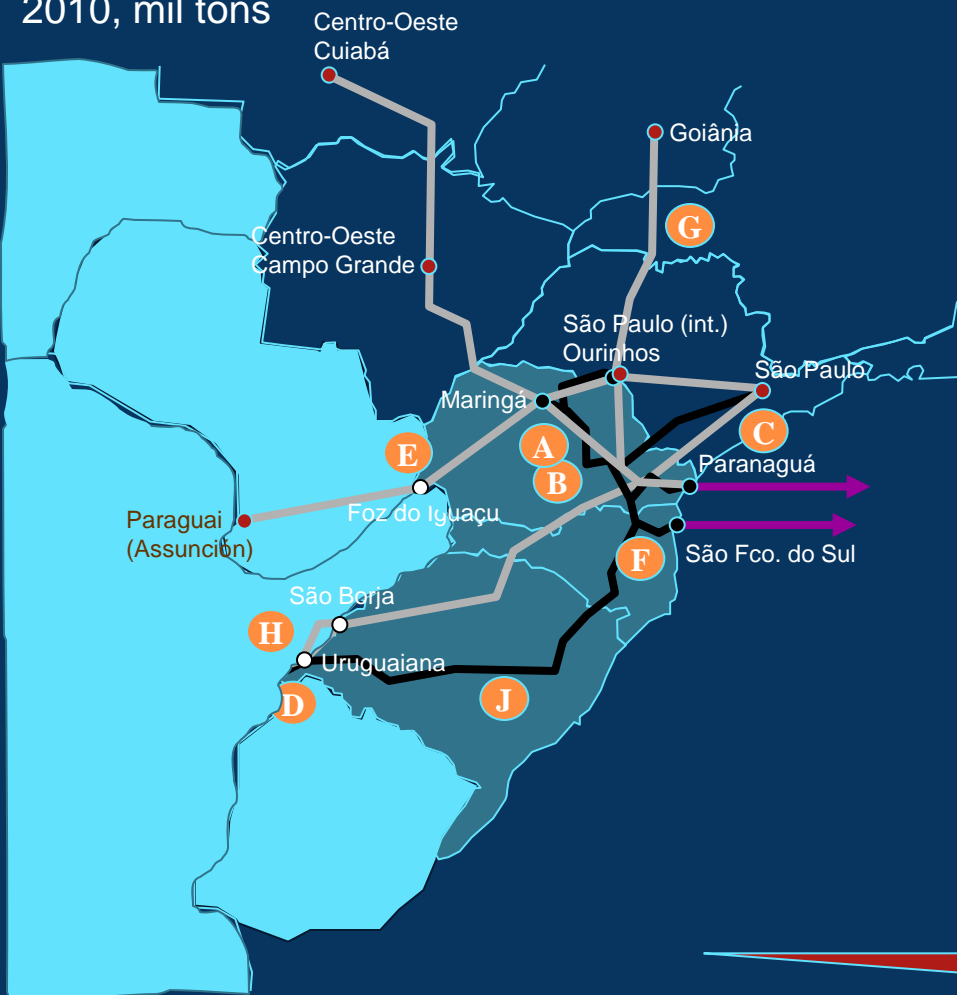 2010, mil tons
Centro-Oeste
Cuiabá
Goiânia
G
Centro-Oeste
Campo Grande
São Paulo (int.)
Ourinhos
São Paulo
Maringá
C
A
E
Paranaguá
B
Foz do Iguaçu
Paraguai
(Assunción)
São Fco. do Sul
F
São Borja
H
Uruguaiana
D
J